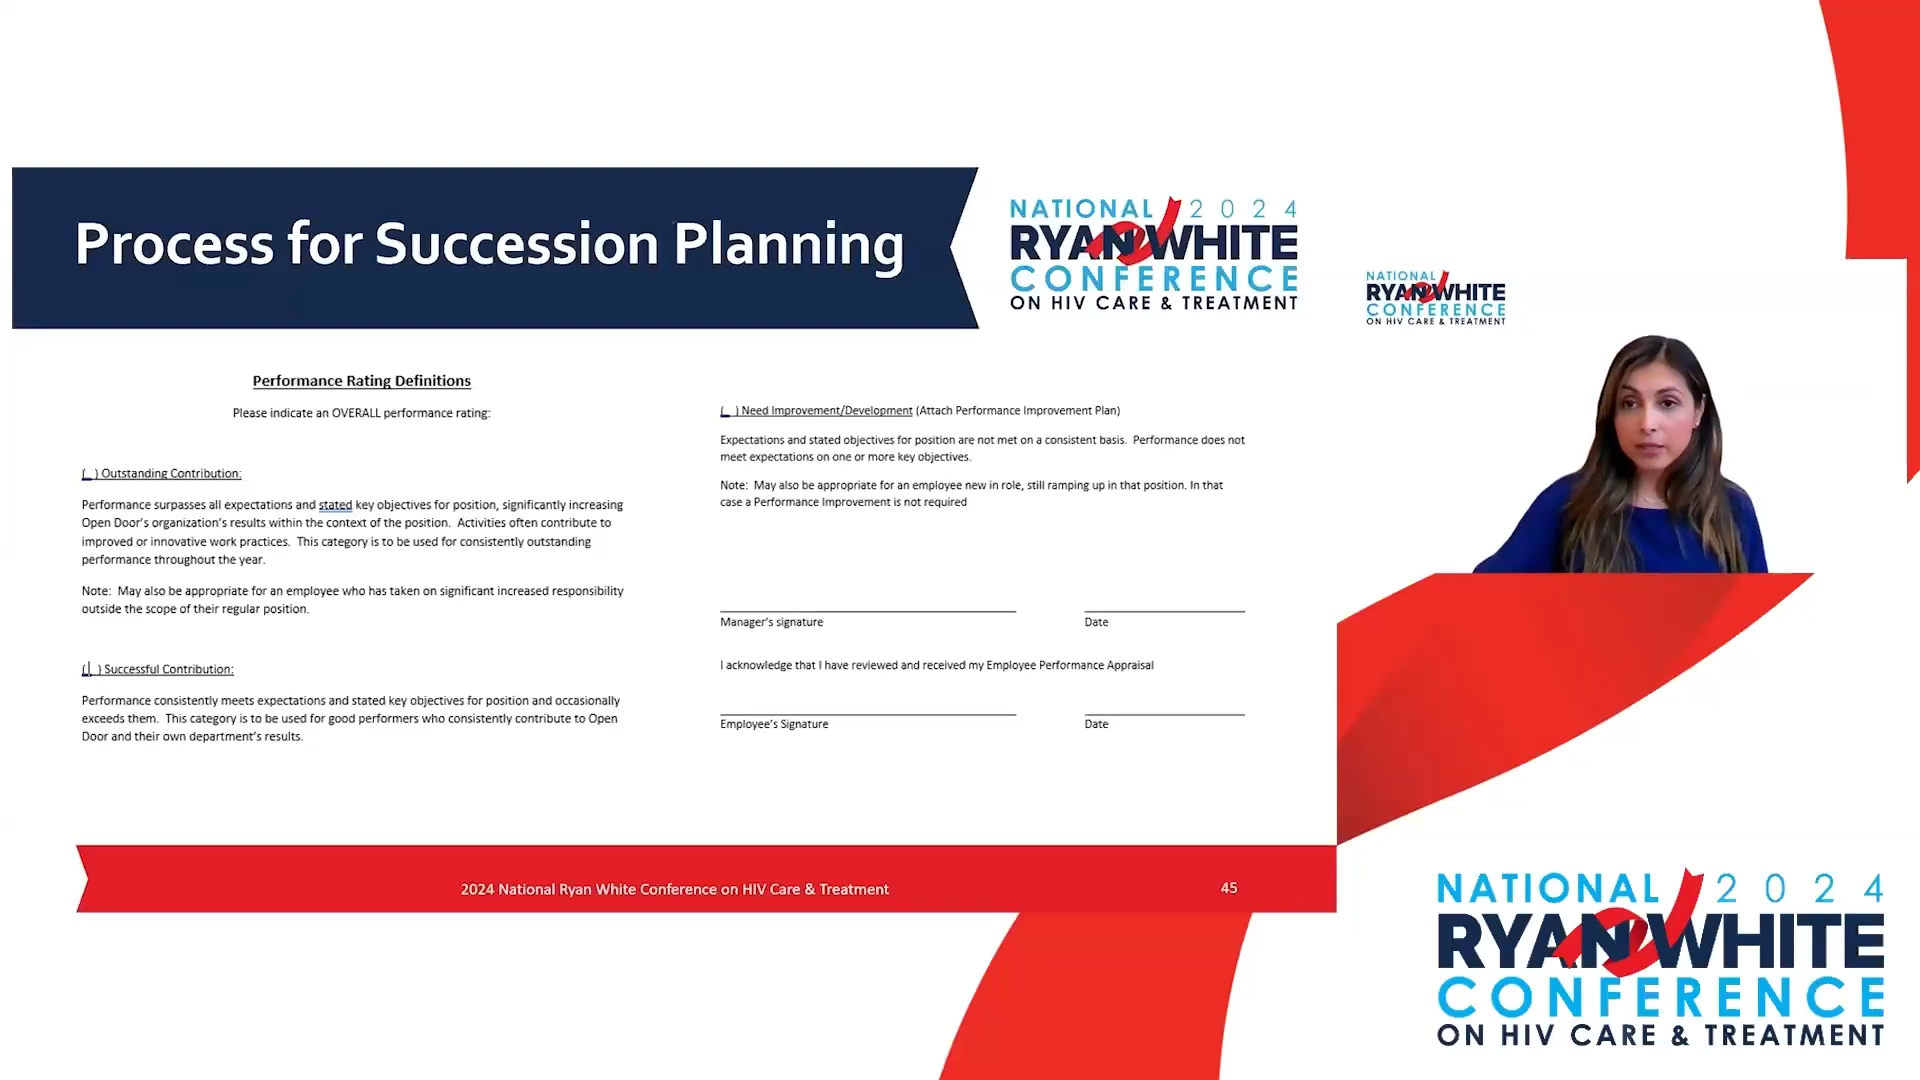 Process for Succession Planning
NATIONAL 2024
RYAN WHITE
CONFERENCE
ON HIV CARE & TREATMENT
NATIONAL
RYAN WHITE
CONFERENCE
ON HIV CARE & TREATMENT
Performance Rating Definitions
Please indicate an OVERALL performance rating:
(_ ) Outstanding Contribution:
Performance surpasses all expectations and stated key objectives for position, significantly increasing
Open Door's organization's results within the context of the position. Activities often contribute to
improved or innovative work practices. This category is to be used for consistently outstanding
performance throughout the year.
Note: May also be appropriate for an employee who has taken on significant increased responsibility
outside the scope of their regular position.
(_ ) Successful Contribution:
Performance consistently meets expectations and stated key objectives for position and occasionally
exceeds them. This category is to be used for good performers who consistently contribute to Open
Door and their own department's results.
(_ ) Need Improvement/Development (Attach Performance Improvement Plan)
Expectations and stated objectives for position are not met on a consistent basis. Performance does not
meet expectations on one or more key objectives.
Note: May also be appropriate for an employee new in role, still ramping up in that position. In that
case a Performance Improvement is not required
Manager's signature Date
I acknowledge that I have reviewed and received my Employee Performance Appraisal
Employee's Signature Date
2024 National Ryan White Conference on HIV Care & Treatment 45
NATIONAL 2024
RYAN WHITE
CONFERENCE
ON HIV CARE & TREATMENT